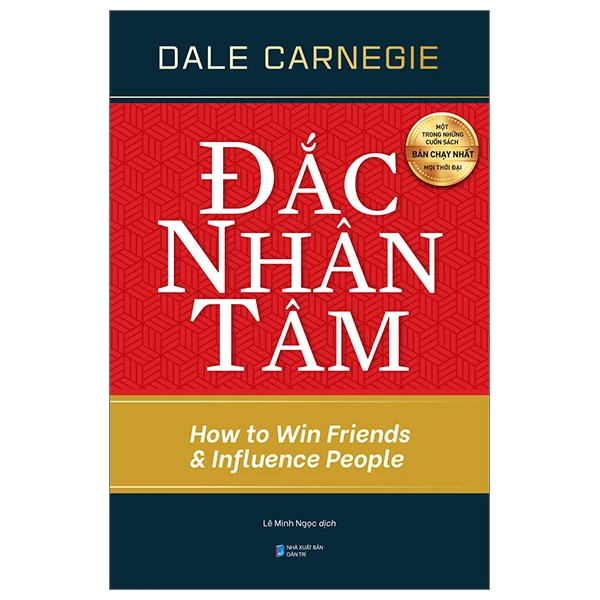 DALE CARNEGIE
MỘT
TRONG NHỮNG
CUỐN SÁCH
BÁN CHẠY NHẤT
MỌI THỜI ĐẠI
ĐẮC
NHÂN
TÂM
How to Win Friends
& Influence People
Lê Minh Ngọc dịch
NHÀ XUẤT BẢN
DÂN TRÍ